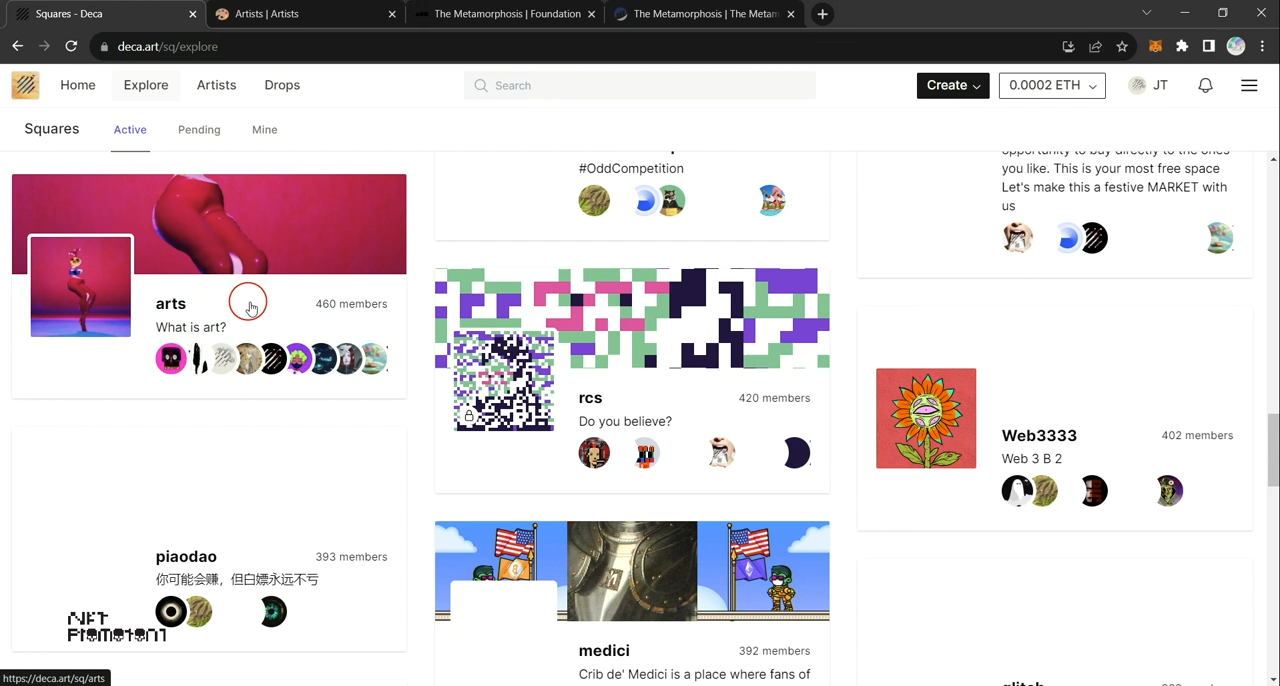 Squares - Deca
Artists | Artists
The Metamorphosis | Foundation
The Metamorphosis | The Metam
deca.art/sq/explore
Home
Explore
Artists
Drops
Search
Create
0.0002 ETH
JT
Squares
Active
Pending
Mine
arts
460 members
What is art?
piaodao
393 members
你可能会赚，但白嫖永远不亏
NFT
https://deca.art/sq/arts
#OddCompetition
rcs
420 members
Do you believe?
medici
392 members
Crib de' Medici is a place where fans of
opportunity to buy directly to the ones
you like. This is your most free space
Let's make this a festive MARKET with
us
Web3333
402 members
Web 3 B 2